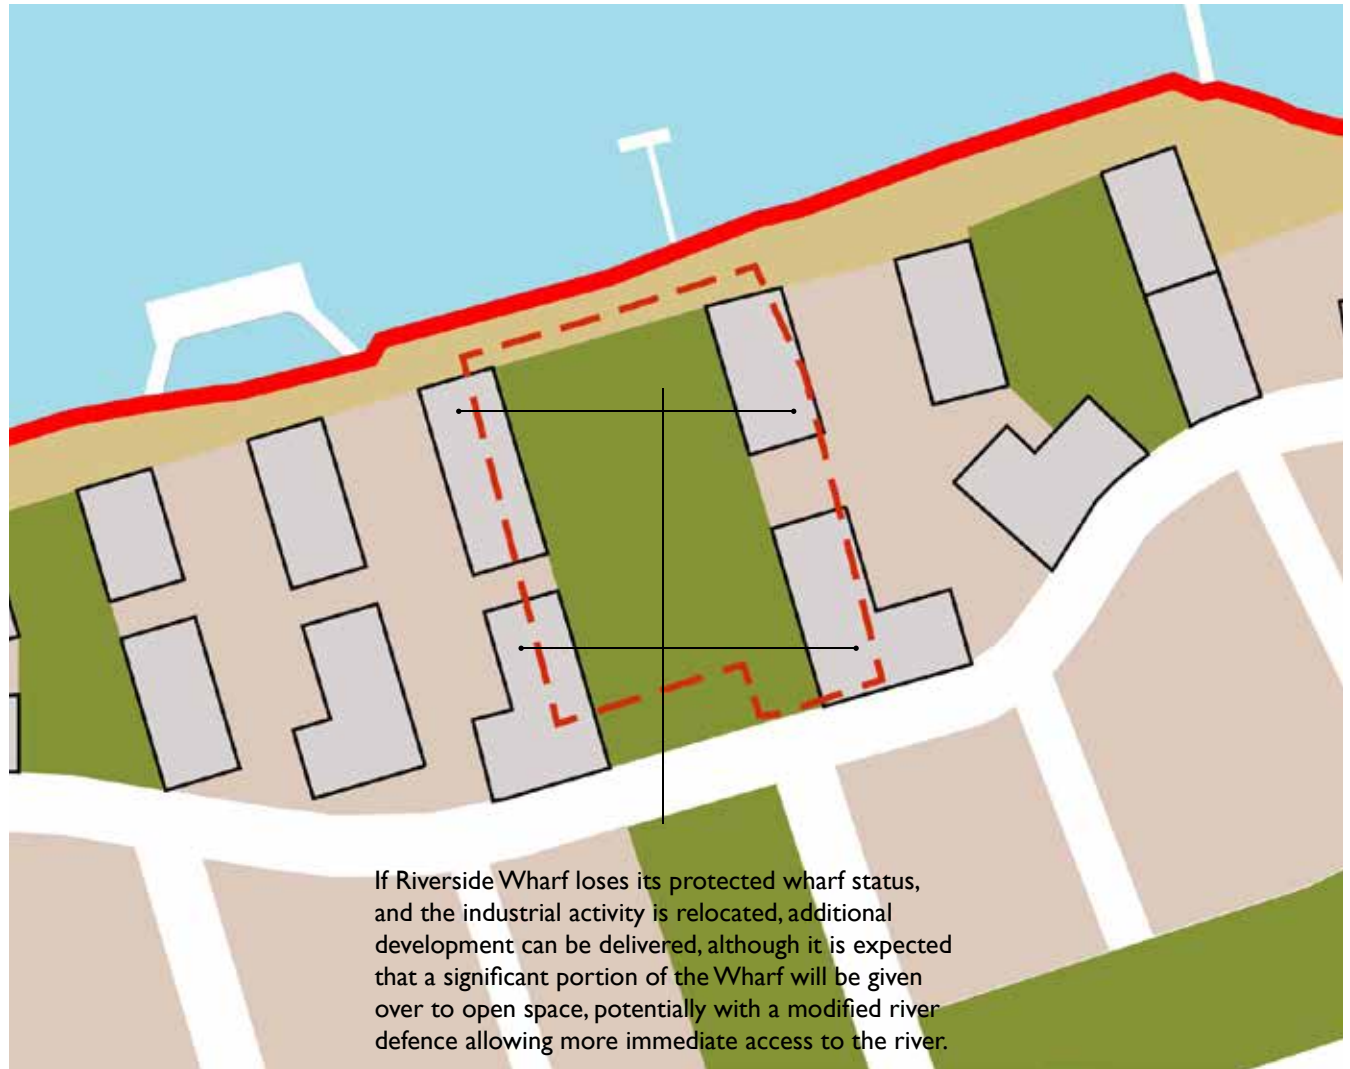 If Riverside Wharf loses its protected wharf status,
and the industrial activity is relocated, additional
development can be delivered, although it is expected
that a significant portion of the Wharf will be given
over to open space, potentially with a modified river
defence allowing more immediate access to the river.